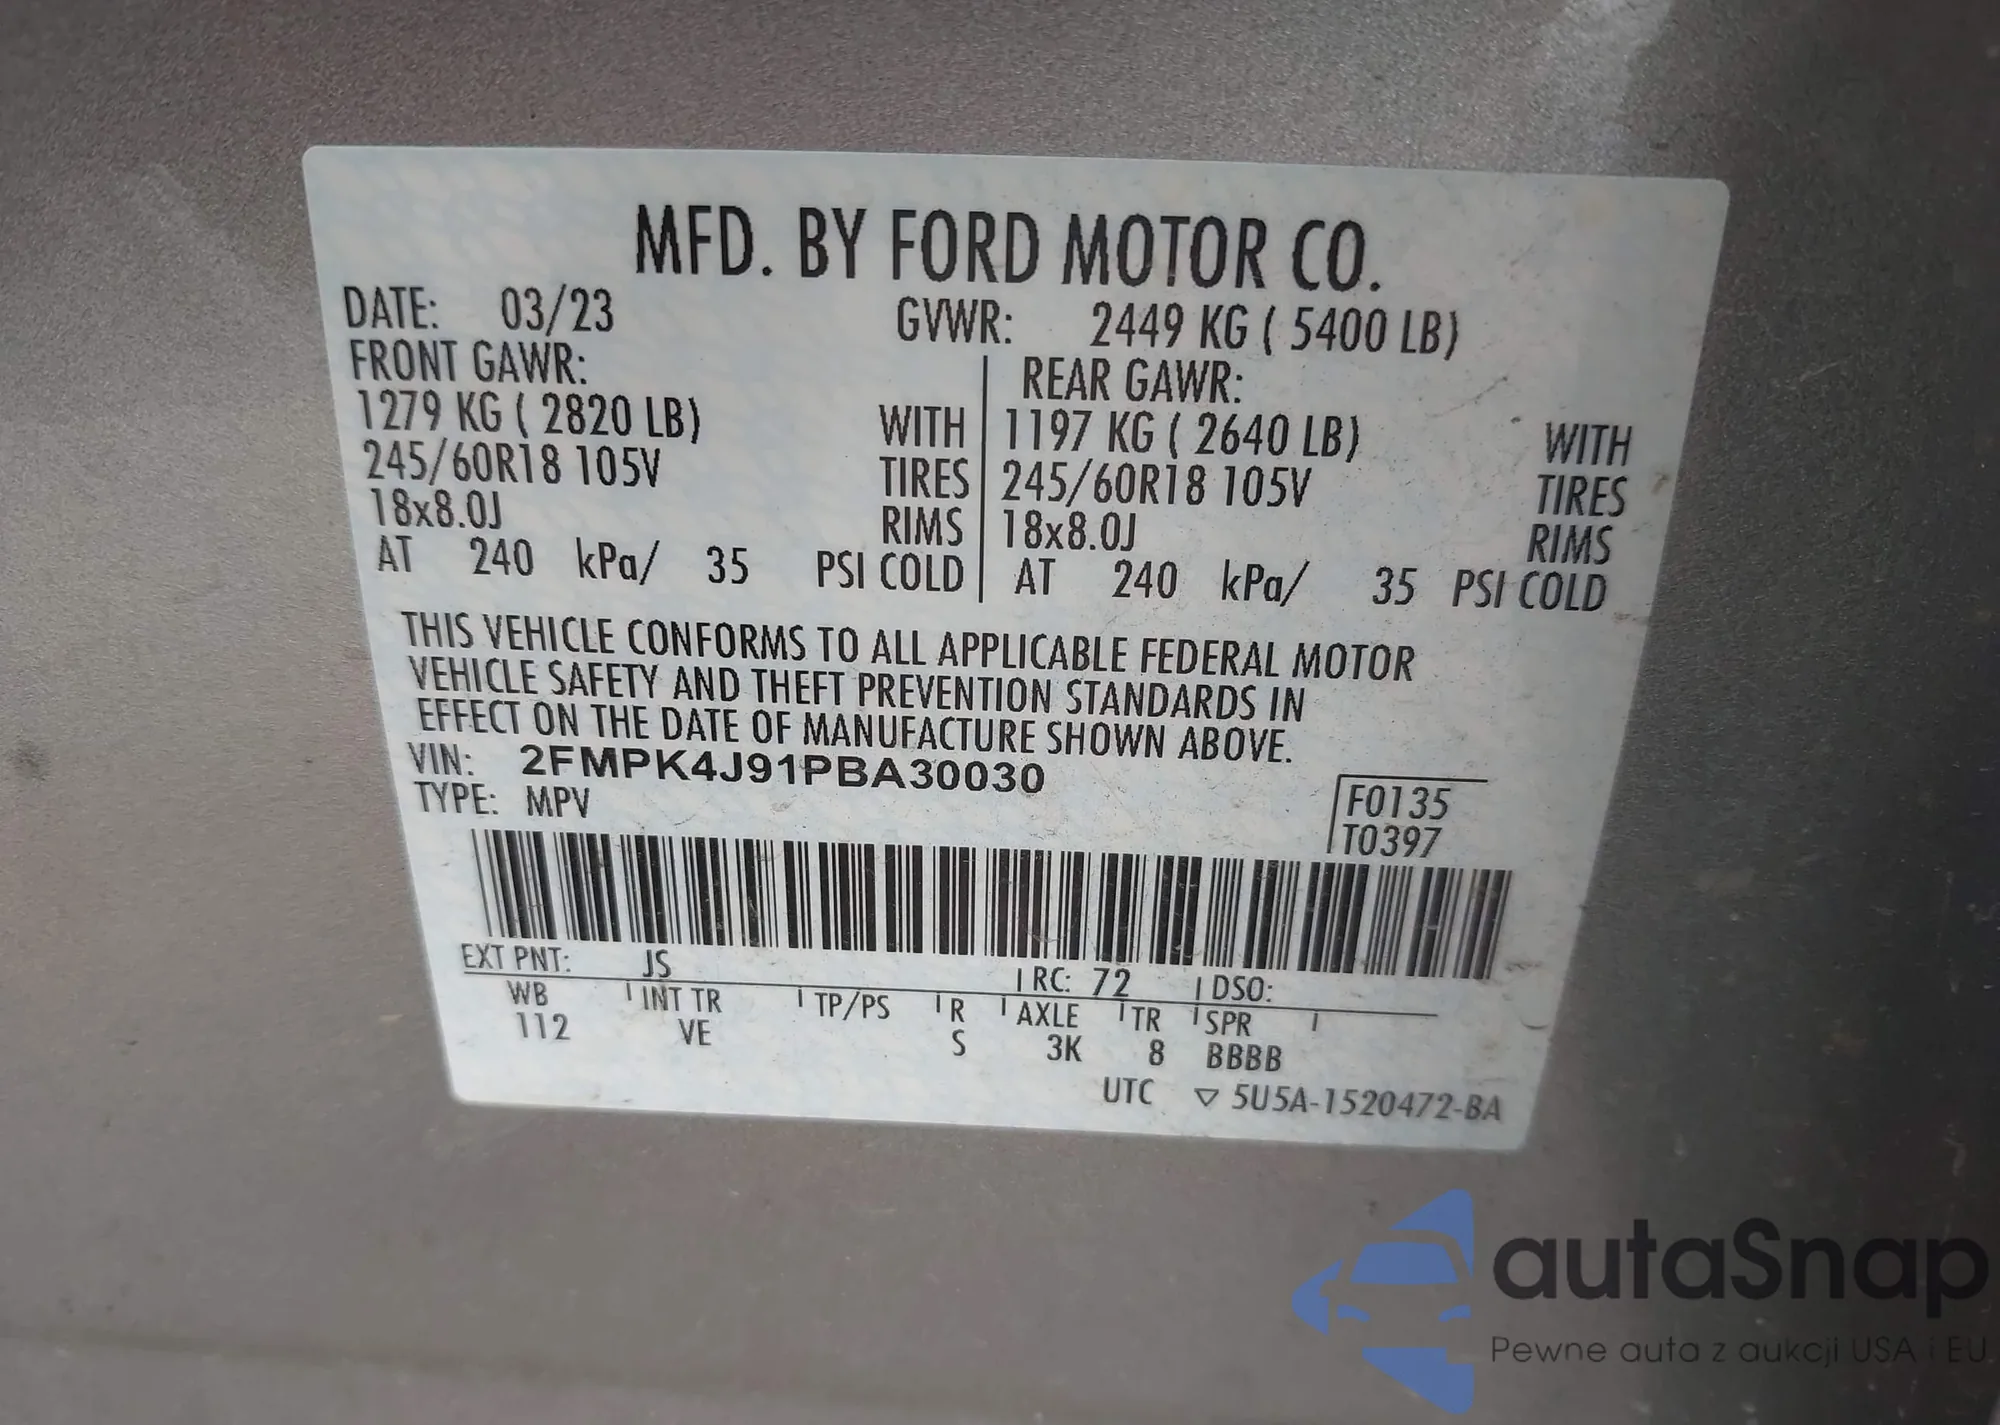 MFD. BY FORD MOTOR CO.
DATE: 03/23 GVWR: 2449 KG ( 5400 LB)
FRONT GAWR: REAR GAWR:
1279 KG ( 2820 LB) WITH 1197 KG ( 2640 LB) WITH
245/60R18 105V TIRES 245/60R18 105V TIRES
18x8.0J RIMS 18x8.0J RIMS
AT 240 kPa/ 35 PSI COLD AT 240 kPa/ 35 PSI COLD
THIS VEHICLE CONFORMS TO ALL APPLICABLE FEDERAL MOTOR
VEHICLE SAFETY AND THEFT PREVENTION STANDARDS IN
EFFECT ON THE DATE OF MANUFACTURE SHOWN ABOVE.
VIN: 2FMPK4J91PBA30030
TYPE: MPV F0135
T0397
EXT PNT: JS RC: 72 DSO:
WB INT TR TP/PS R AXLE TR SPR
112 VE S 3K 8 BBBB
UTC ▽ 5U5A-1520472-BA
autaSnap
Pewne auta z aukcji USA i EU